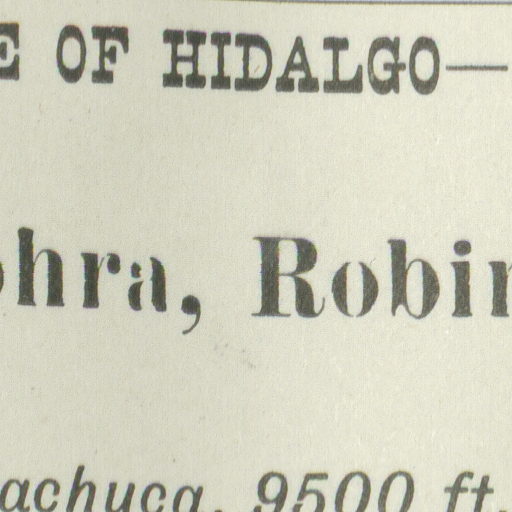 E OF HIDALGO—
ohra, Robin
achuca, 9500 ft.